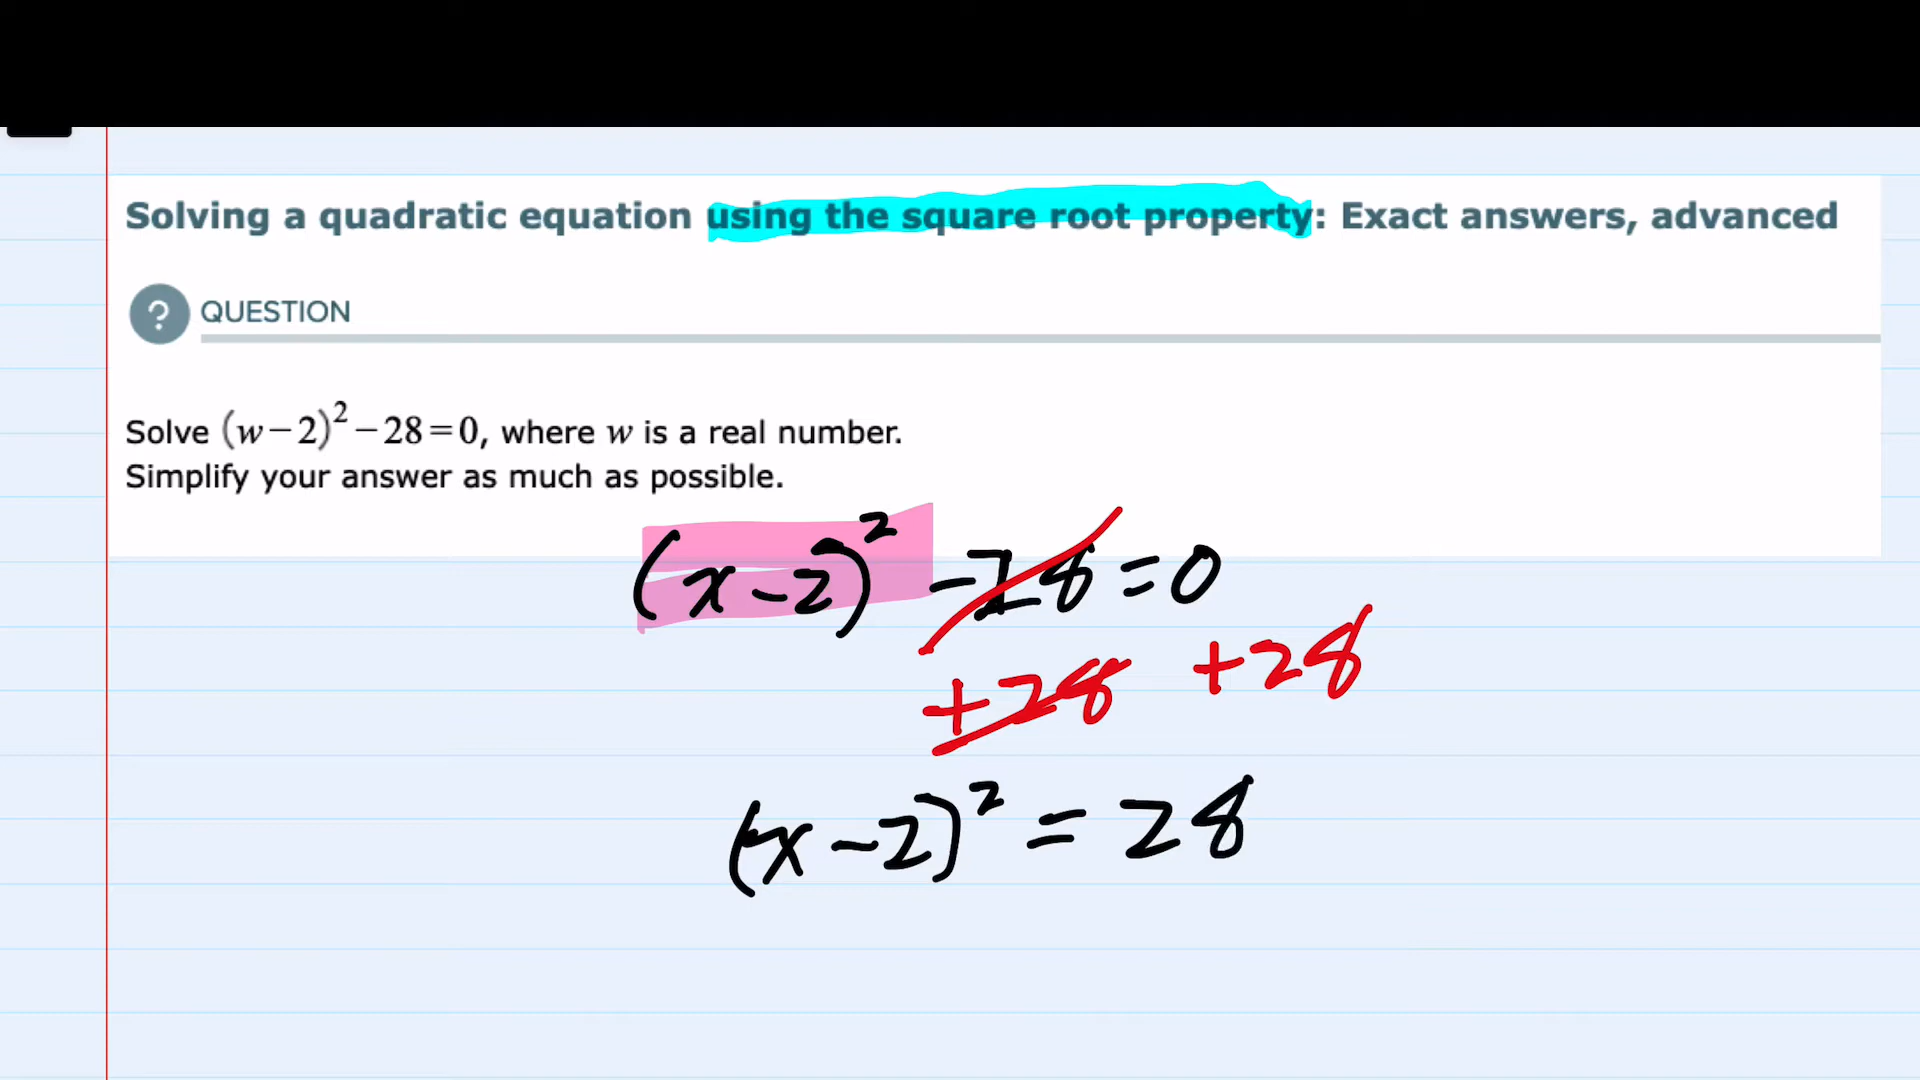 Solving a quadratic equation using the square root property: Exact answers, advanced
? QUESTION
Solve (w−2)²−28=0, where w is a real number.
Simplify your answer as much as possible.
(x−2)² −28=0
+28 +28
(x−2)² = 28